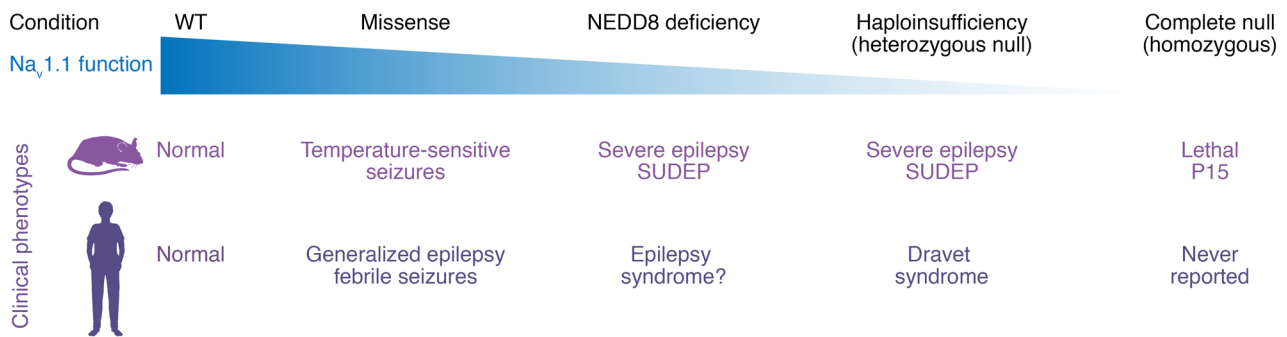 Condition WT Missense NEDD8 deficiency Haploinsufficiency Complete null
(heterozygous null) (homozygous)
Nav1.1 function
Clinical phenotypes
Normal Temperature-sensitive Severe epilepsy Severe epilepsy Lethal
seizures SUDEP SUDEP P15
Normal Generalized epilepsy Epilepsy Dravet Never
febrile seizures syndrome? syndrome reported